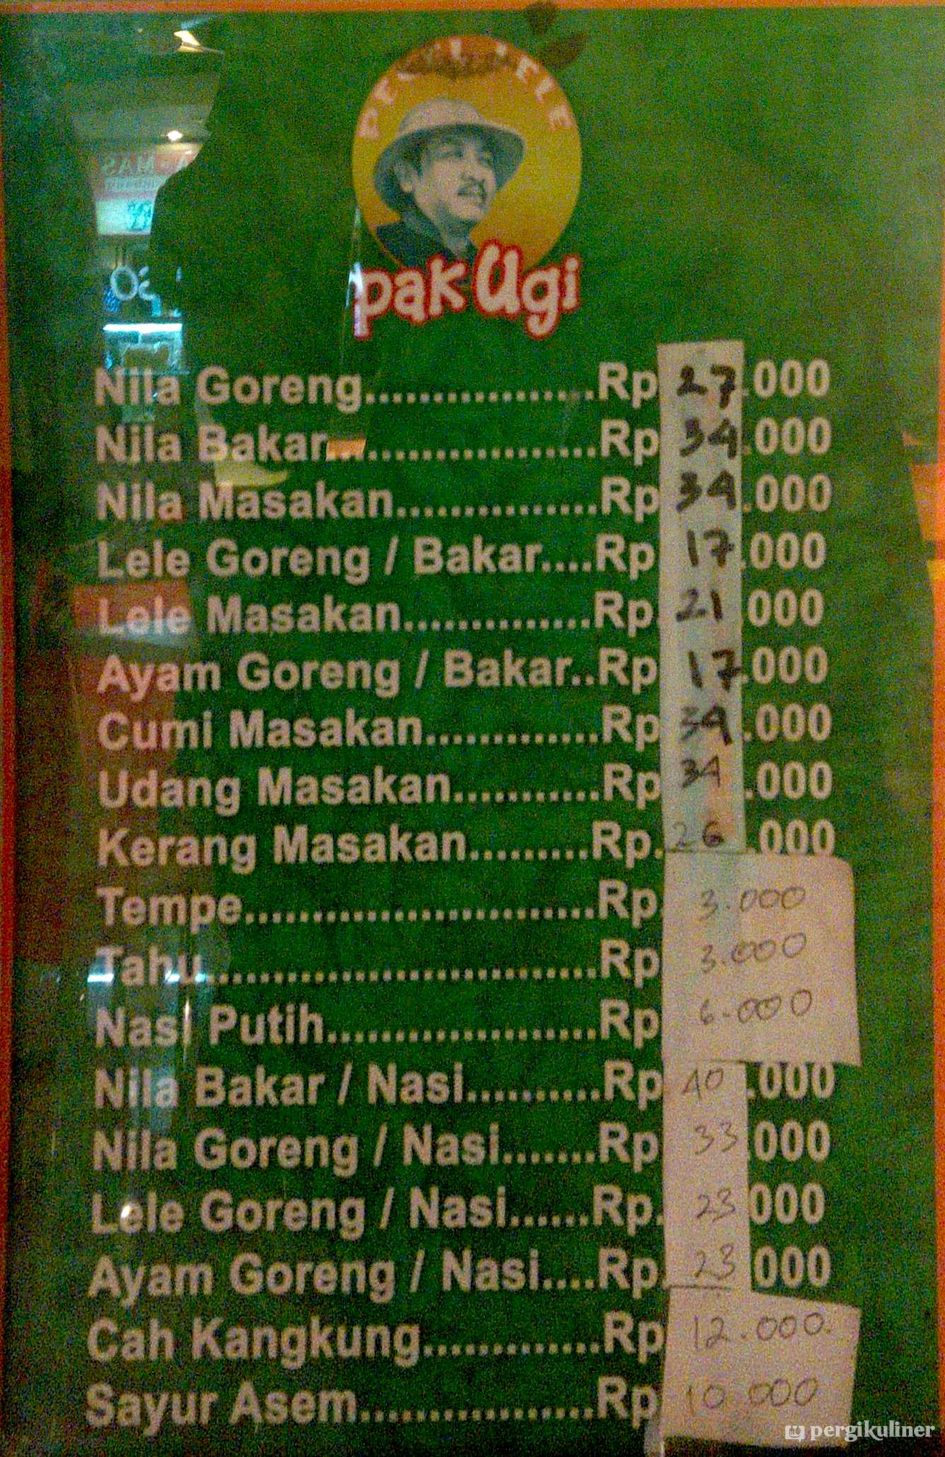 PECEL LELE
pak Ugi
Nila Goreng.................Rp 27.000
Nila Bakar...................Rp 34.000
Nila Masakan...............Rp 34.000
Lele Goreng / Bakar....Rp 17.000
Lele Masakan..............Rp 21.000
Ayam Goreng / Bakar..Rp 17.000
Cumi Masakan.............Rp 34.000
Udang Masakan...........Rp 34.000
Kerang Masakan.........Rp. 26.000
Tempe..........................Rp. 3.000
Tahu.............................Rp 3.000
Nasi Putih....................Rp 6.000
Nila Bakar / Nasi..........Rp 40.000
Nila Goreng / Nasi.......Rp 33.000
Lele Goreng / Nasi......Rp. 23.000
Ayam Goreng / Nasi....Rp. 23.000
Cah Kangkung.............Rp 12.000.
Sayur Asem..................Rp 10.000
pergikuliner